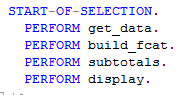 START-OF-SELECTION.
PERFORM get_data.
PERFORM build_fcat.
PERFORM subtotals.
PERFORM display.